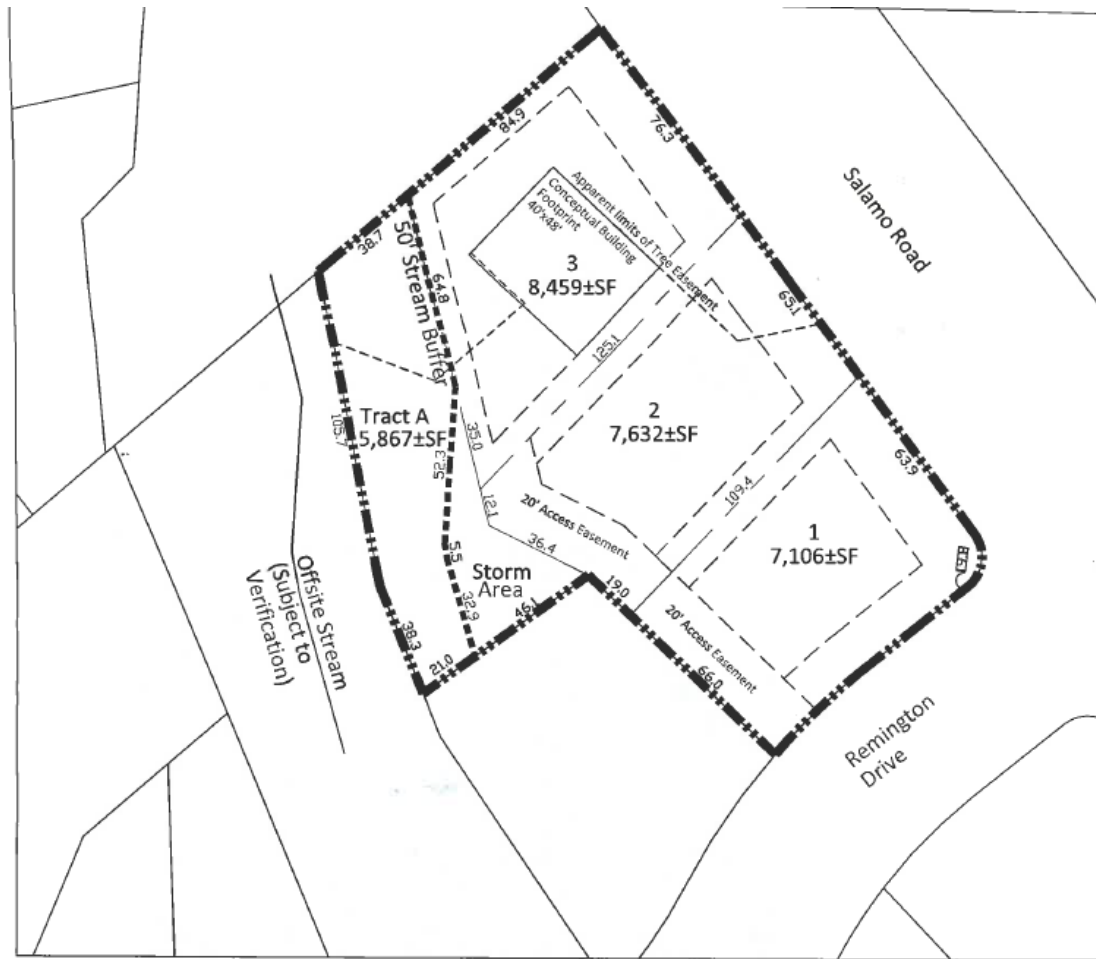 84.9
76.3
38.7
50' Stream Buffer
64.8
Apparent limits of Tree Easement
Conceptual Building
Footprint
40'x48'
3
8,459±SF
Salamo Road
65.1
125.1
Tract A
5,867±SF
105.7
2
7,632±SF
35.0
52.3
12.1
63.9
109.4
20' Access Easement
36.4
1
7,106±SF
5.5
Storm
Area
32.9
46.1
19.0
20' Access Easement
66.0
38.3
21.0
Offsite Stream
(Subject to
Verification)
Remington
Drive